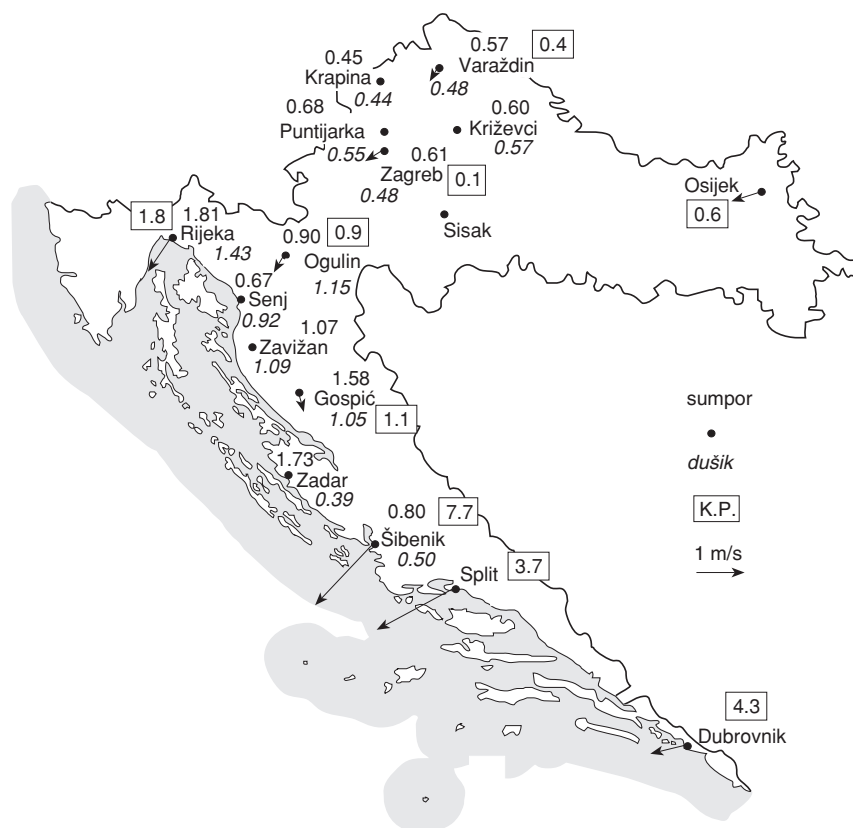 0.57 0.4
0.45 Varaždin
Krapina 0.48
0.44
0.68 0.60
Puntijarka Križevci
0.55 0.61 0.57
Zagreb 0.1
0.48
Osijek
0.6
Sisak
1.8 1.81
Rijeka
1.43
0.90 0.9
Ogulin
1.15
0.67
Senj
0.92
1.07
Zavižan
1.09
1.58
Gospić
1.05 1.1
sumpor
dušik
K.P.
1 m/s
1.73
Zadar
0.39
0.80 7.7
Šibenik
0.50
3.7
Split
4.3
Dubrovnik